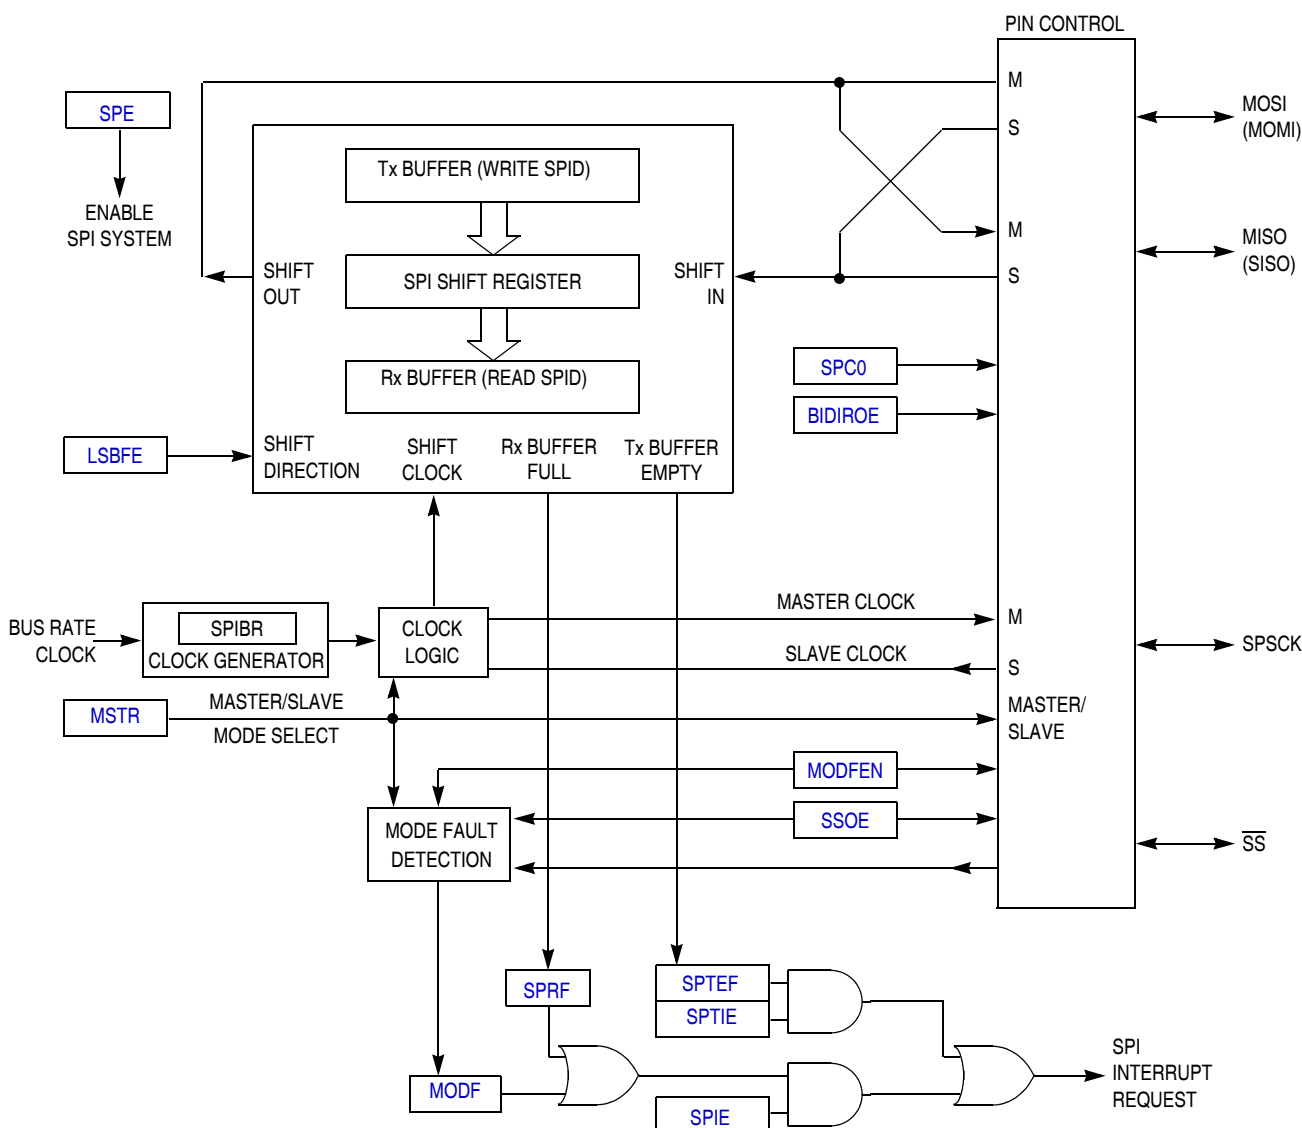 PIN CONTROL
M
SPE
MOSI
(MOMI)
S
Tx BUFFER (WRITE SPID)
ENABLE
SPI SYSTEM
M
MISO
(SISO)
SHIFT
OUT
SPI SHIFT REGISTER
SHIFT
IN
S
SPC0
Rx BUFFER (READ SPID)
BIDIROE
LSBFE
SHIFT
DIRECTION
SHIFT
CLOCK
Rx BUFFER
FULL
Tx BUFFER
EMPTY
BUS RATE
CLOCK
SPIBR
CLOCK GENERATOR
CLOCK
LOGIC
MASTER CLOCK
M
SLAVE CLOCK
S
SPSCK
MSTR
MASTER/SLAVE
MODE SELECT
MASTER/
SLAVE
MODFEN
SSOE
MODE FAULT
DETECTION
SS
SPRF
SPTEF
SPTIE
MODF
SPIE
SPI
INTERRUPT
REQUEST